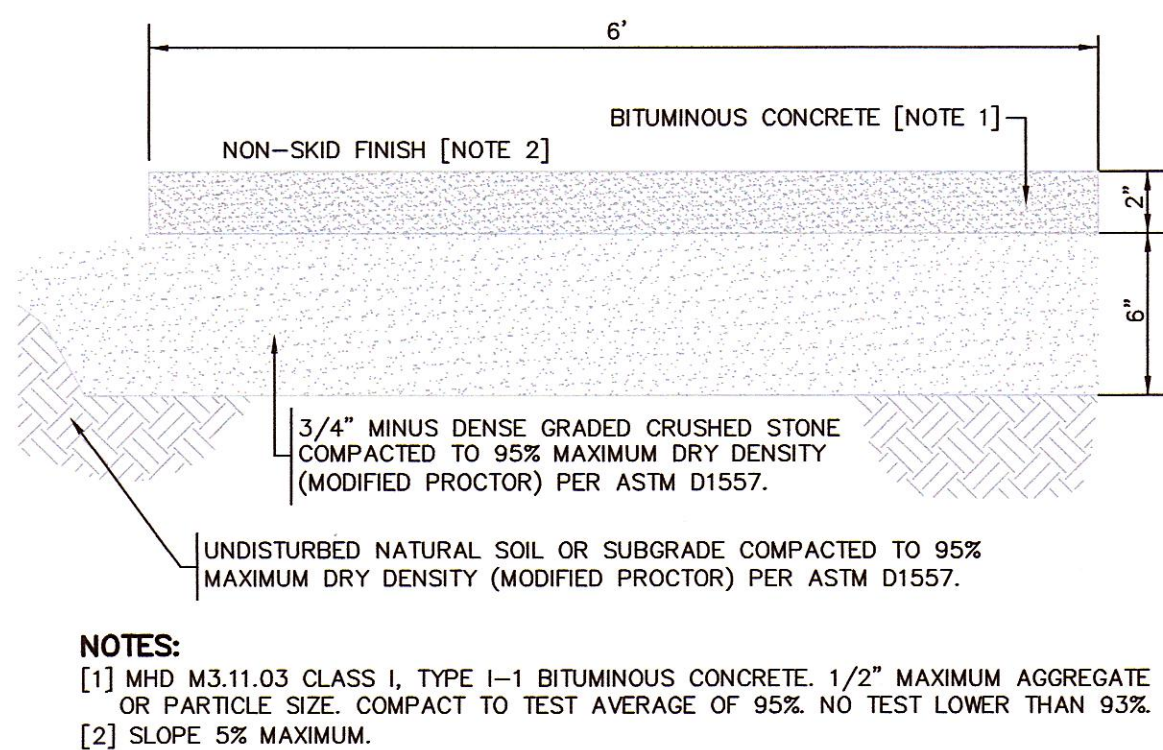 6'
BITUMINOUS CONCRETE [NOTE 1]
NON-SKID FINISH [NOTE 2]
2"
6"
3/4" MINUS DENSE GRADED CRUSHED STONE
COMPACTED TO 95% MAXIMUM DRY DENSITY
(MODIFIED PROCTOR) PER ASTM D1557.
UNDISTURBED NATURAL SOIL OR SUBGRADE COMPACTED TO 95%
MAXIMUM DRY DENSITY (MODIFIED PROCTOR) PER ASTM D1557.
NOTES:
[1] MHD M3.11.03 CLASS I, TYPE I-1 BITUMINOUS CONCRETE. 1/2" MAXIMUM AGGREGATE
OR PARTICLE SIZE. COMPACT TO TEST AVERAGE OF 95%. NO TEST LOWER THAN 93%.
[2] SLOPE 5% MAXIMUM.